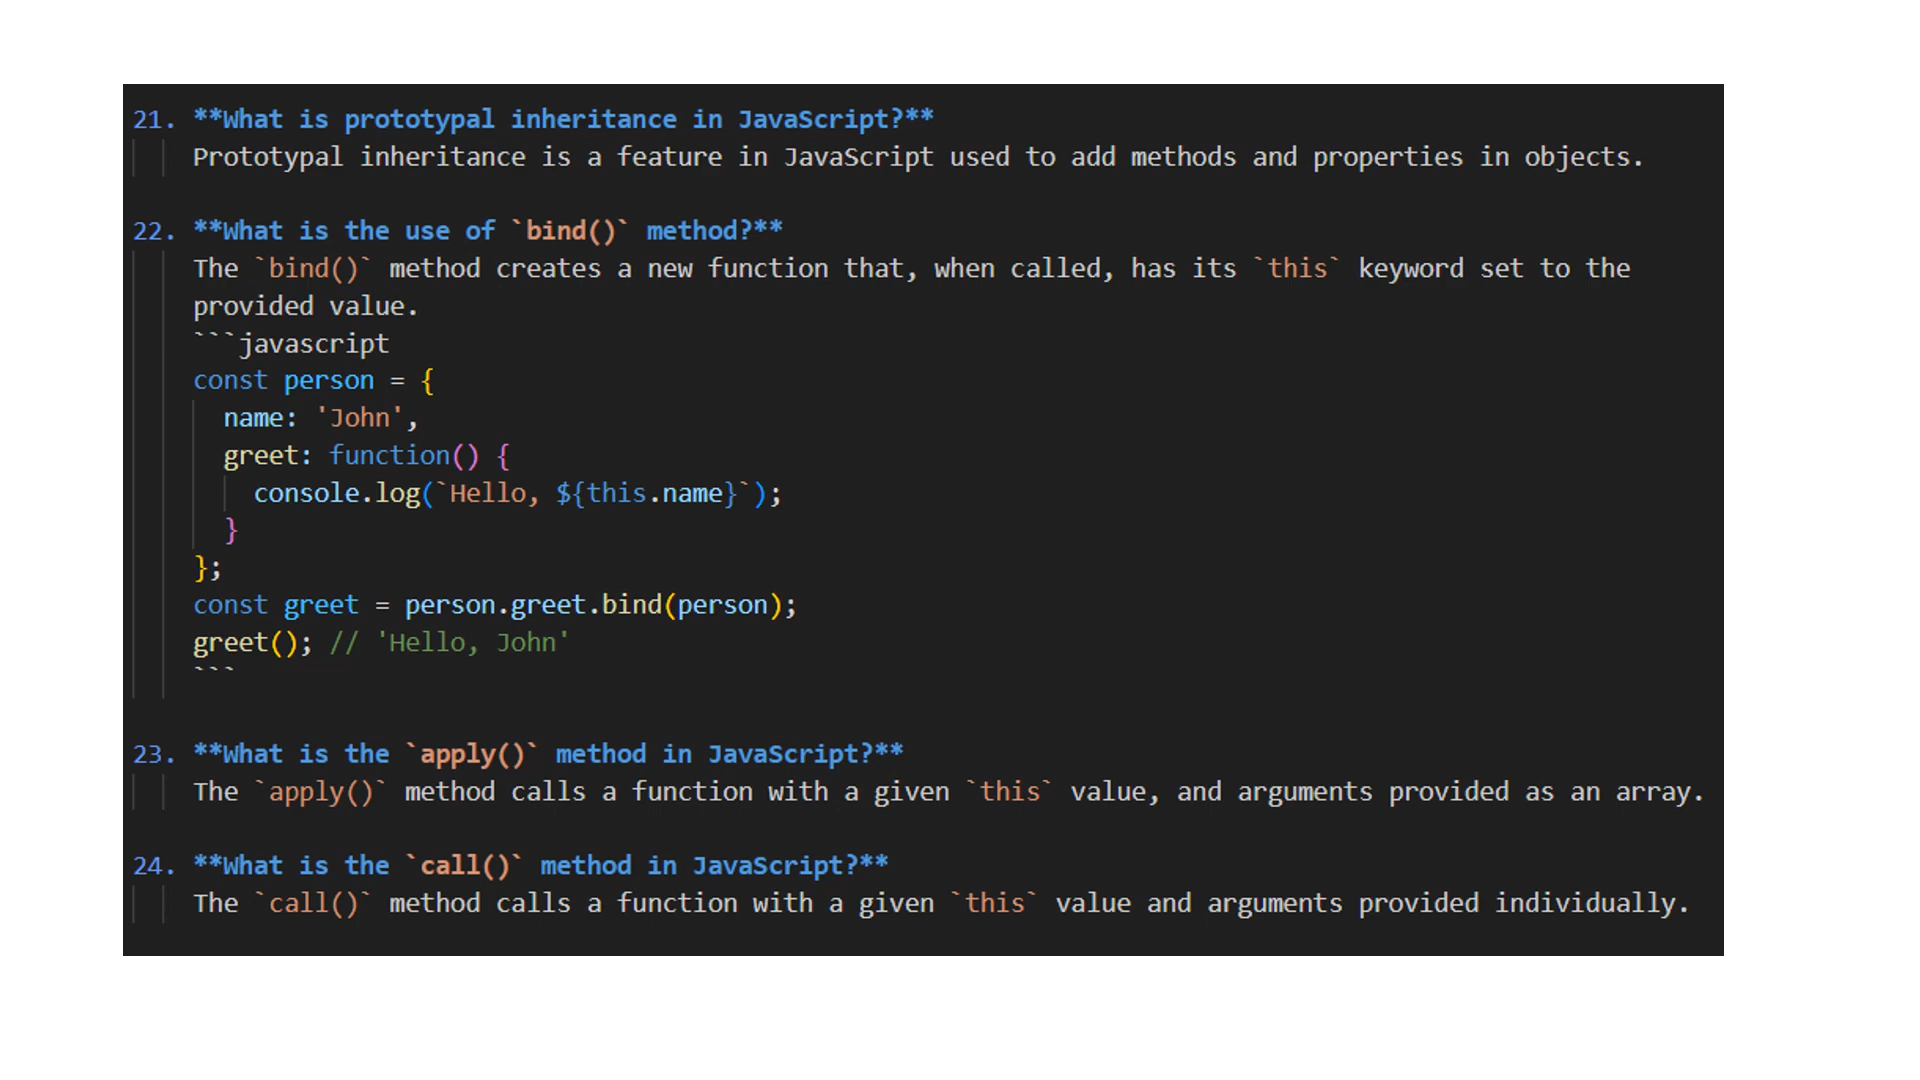 21. **What is prototypal inheritance in JavaScript?**
Prototypal inheritance is a feature in JavaScript used to add methods and properties in objects.
22. **What is the use of `bind()` method?**
The `bind()` method creates a new function that, when called, has its `this` keyword set to the
provided value.
```javascript
const person = {
name: 'John',
greet: function() {
console.log(`Hello, ${this.name}`);
}
};
const greet = person.greet.bind(person);
greet(); // 'Hello, John'
```
23. **What is the `apply()` method in JavaScript?**
The `apply()` method calls a function with a given `this` value, and arguments provided as an array.
24. **What is the `call()` method in JavaScript?**
The `call()` method calls a function with a given `this` value and arguments provided individually.